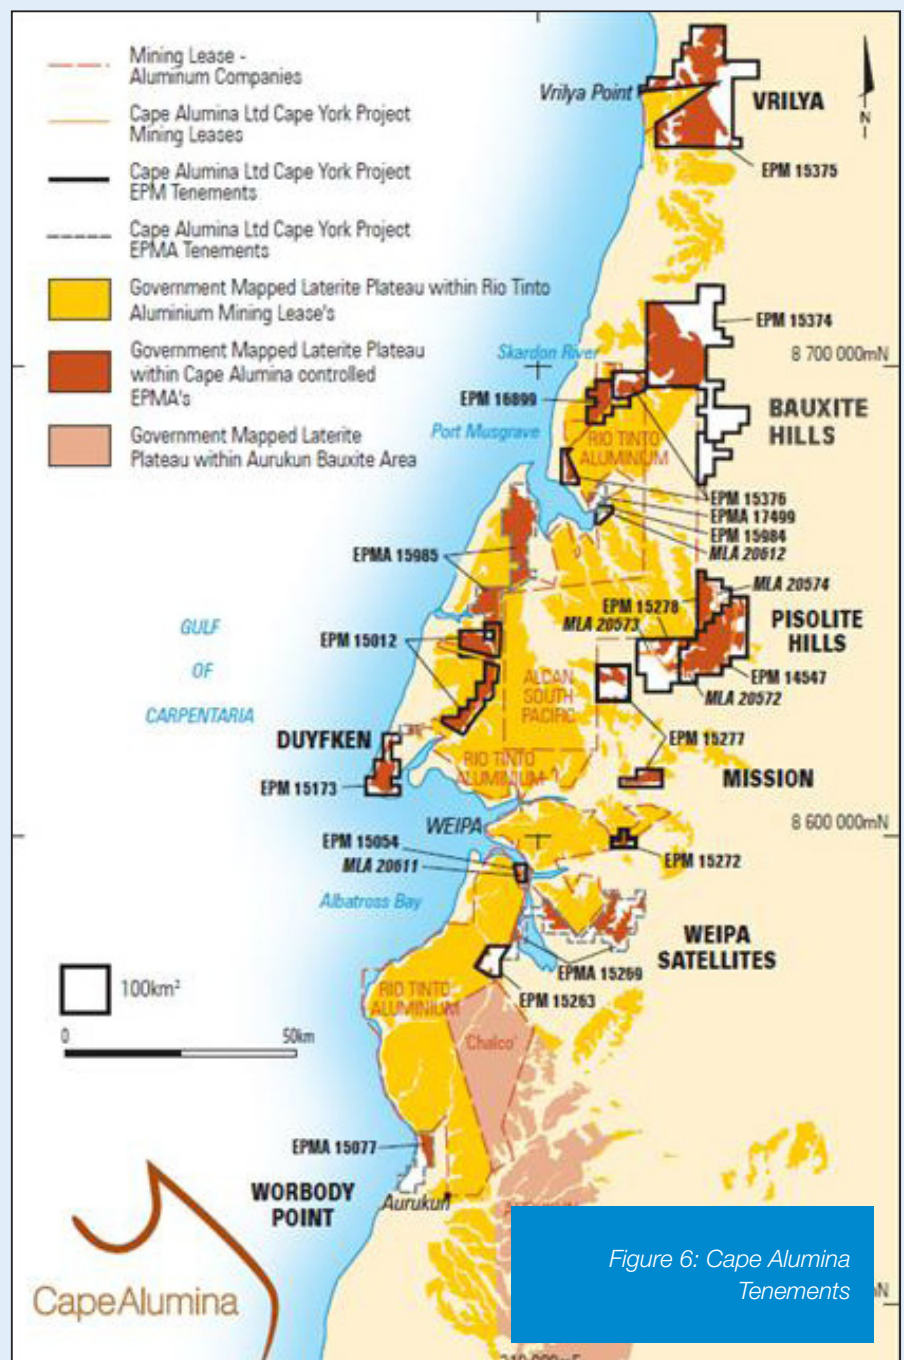 Mining Lease -
Aluminum Companies
Cape Alumina Ltd Cape York Project
Mining Leases
Cape Alumina Ltd Cape York Project
EPM Tenements
Cape Alumina Ltd Cape York Project
EPMA Tenements
Government Mapped Laterite Plateau within Rio Tinto
Aluminium Mining Lease's
Government Mapped Laterite Plateau
within Cape Alumina controlled
EPMA's
Government Mapped Laterite
Plateau within Aurukun Bauxite Area
Vrilya Point
VRILYA
N
EPM 15375
EPM 15374
Skardon River
8 700 000mN
EPM 16899
BAUXITE
HILLS
Port Musgrave
RIO TINTO
ALUMINIUM
EPM 15376
EPMA 17499
EPM 15984
MLA 20612
EPMA 15985
MLA 20574
EPM 15278
MLA 20573
PISOLITE
HILLS
GULF
OF
CARPENTARIA
EPM 15012
ALCAN
SOUTH
PACIFIC
EPM 14547
MLA 20572
DUYFKEN
EPM 15277
RIO TINTO
ALUMINIUM
EPM 15173
MISSION
WEIPA
8 600 000mN
EPM 15054
MLA 20611
EPM 15272
Albatross Bay
WEIPA
SATELLITES
EPMA 15269
EPM 15263
100km²
RIO TINTO
ALUMINIUM
0
50km
'Chalco'
EPMA 15077
WORBODY
POINT
Aurukun
Figure 6: Cape Alumina
Tenements
CapeAlumina